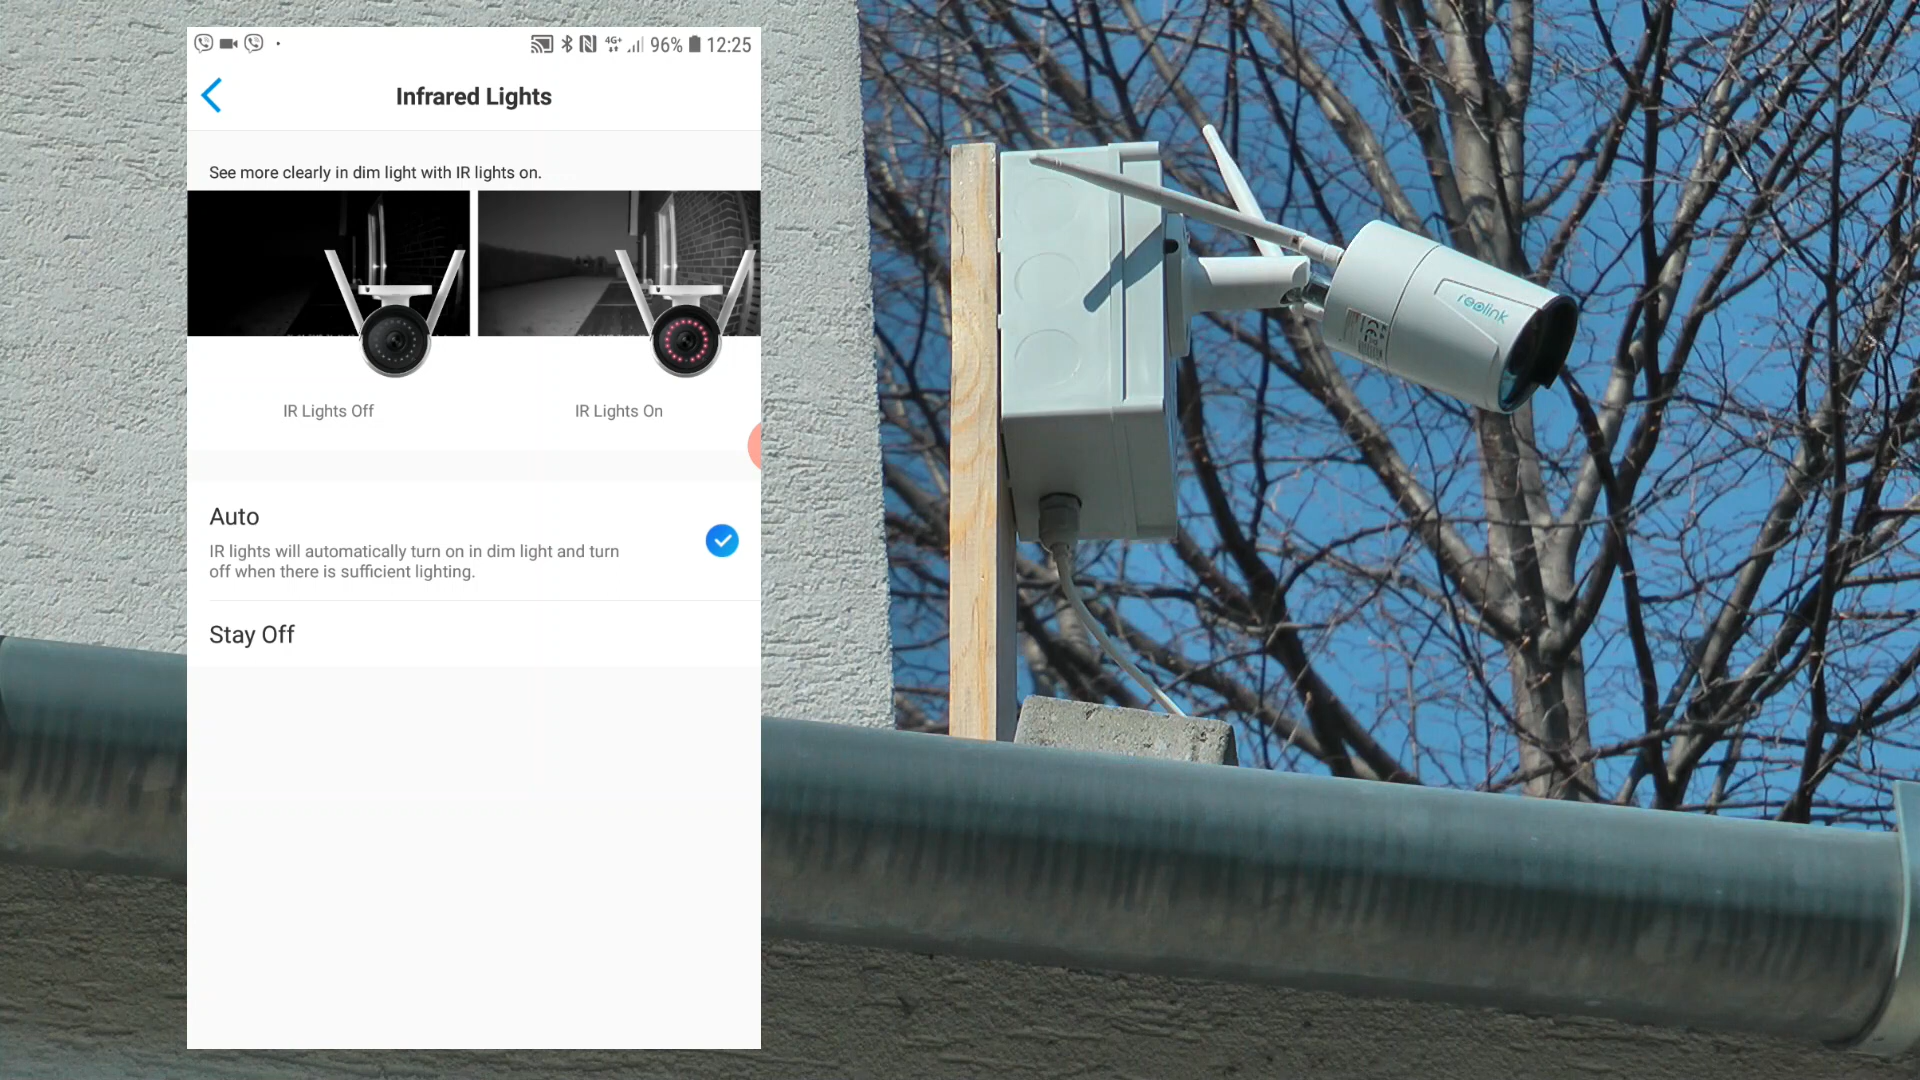 4G+ 96% 12:25
Infrared Lights
See more clearly in dim light with IR lights on.
IR Lights Off
IR Lights On
Auto
IR lights will automatically turn on in dim light and turn
off when there is sufficient lighting.
Stay Off
reolink
CE